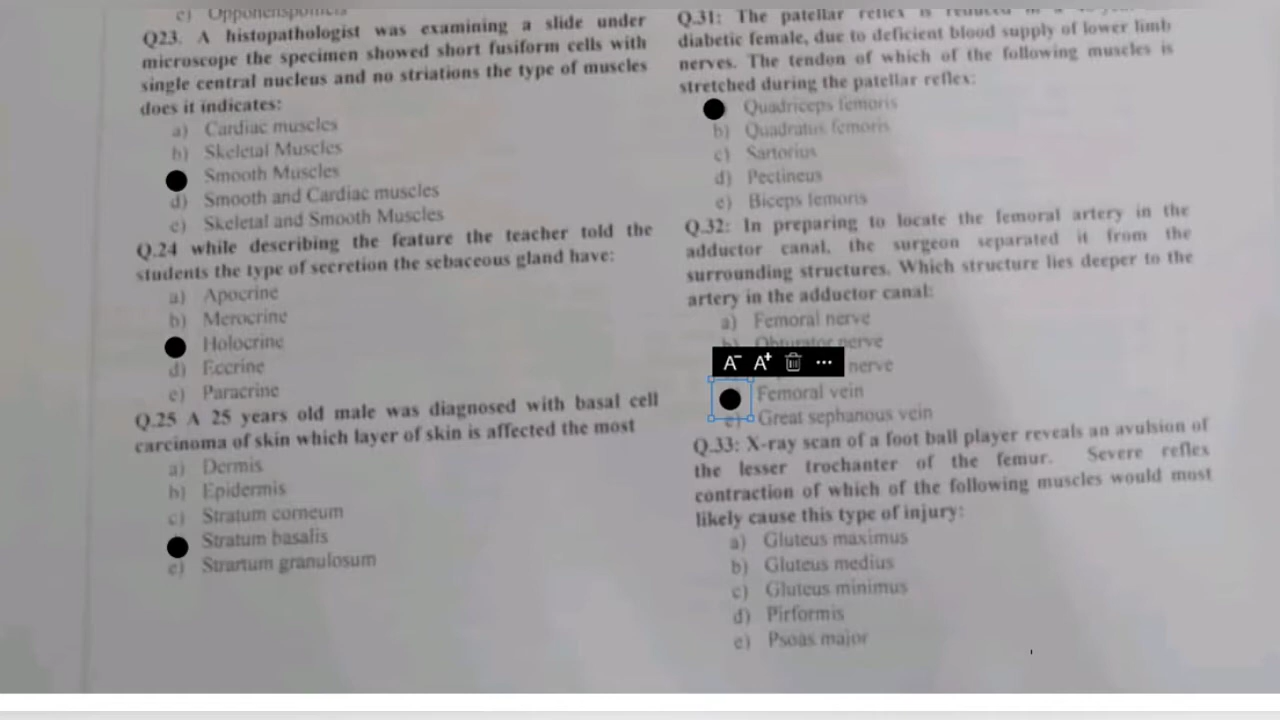 e) Opponenspollicis
Q23. A histopathologist was examining a slide under
microscope the specimen showed short fusiform cells with
single central nucleus and no striations the type of muscles
does it indicates:
a) Cardiac muscles
b) Skeletal Muscles
Smooth Muscles
d) Smooth and Cardiac muscles
e) Skeletal and Smooth Muscles
Q.24 while describing the feature the teacher told the
students the type of secretion the sebaceous gland have:
a) Apocrine
b) Merocrine
Holocrine
d) Eccrine
e) Paracrine
Q.25 A 25 years old male was diagnosed with basal cell
carcinoma of skin which layer of skin is affected the most
a) Dermis
b) Epidermis
c) Stratum corneum
Stratum basalis
e) Strartum granulosum
Q.31: The patellar reflex is reduced in a
diabetic female, due to deficient blood supply of lower limb
nerves. The tendon of which of the following muscles is
stretched during the patellar reflex:
Quadriceps femoris
b) Quadratus femoris
c) Sartorius
d) Pectineus
e) Biceps femoris
Q.32: In preparing to locate the femoral artery in the
adductor canal, the surgeon separated it from the
surrounding structures. Which structure lies deeper to the
artery in the adductor canal:
a) Femoral nerve
b) Obturator nerve
A- A+ ...
nerve
Femoral vein
e) Great sephanous vein
Q.33: X-ray scan of a foot ball player reveals an avulsion of
the lesser trochanter of the femur. Severe reflex
contraction of which of the following muscles would most
likely cause this type of injury:
a) Gluteus maximus
b) Gluteus medius
c) Gluteus minimus
d) Pirformis
e) Psoas major